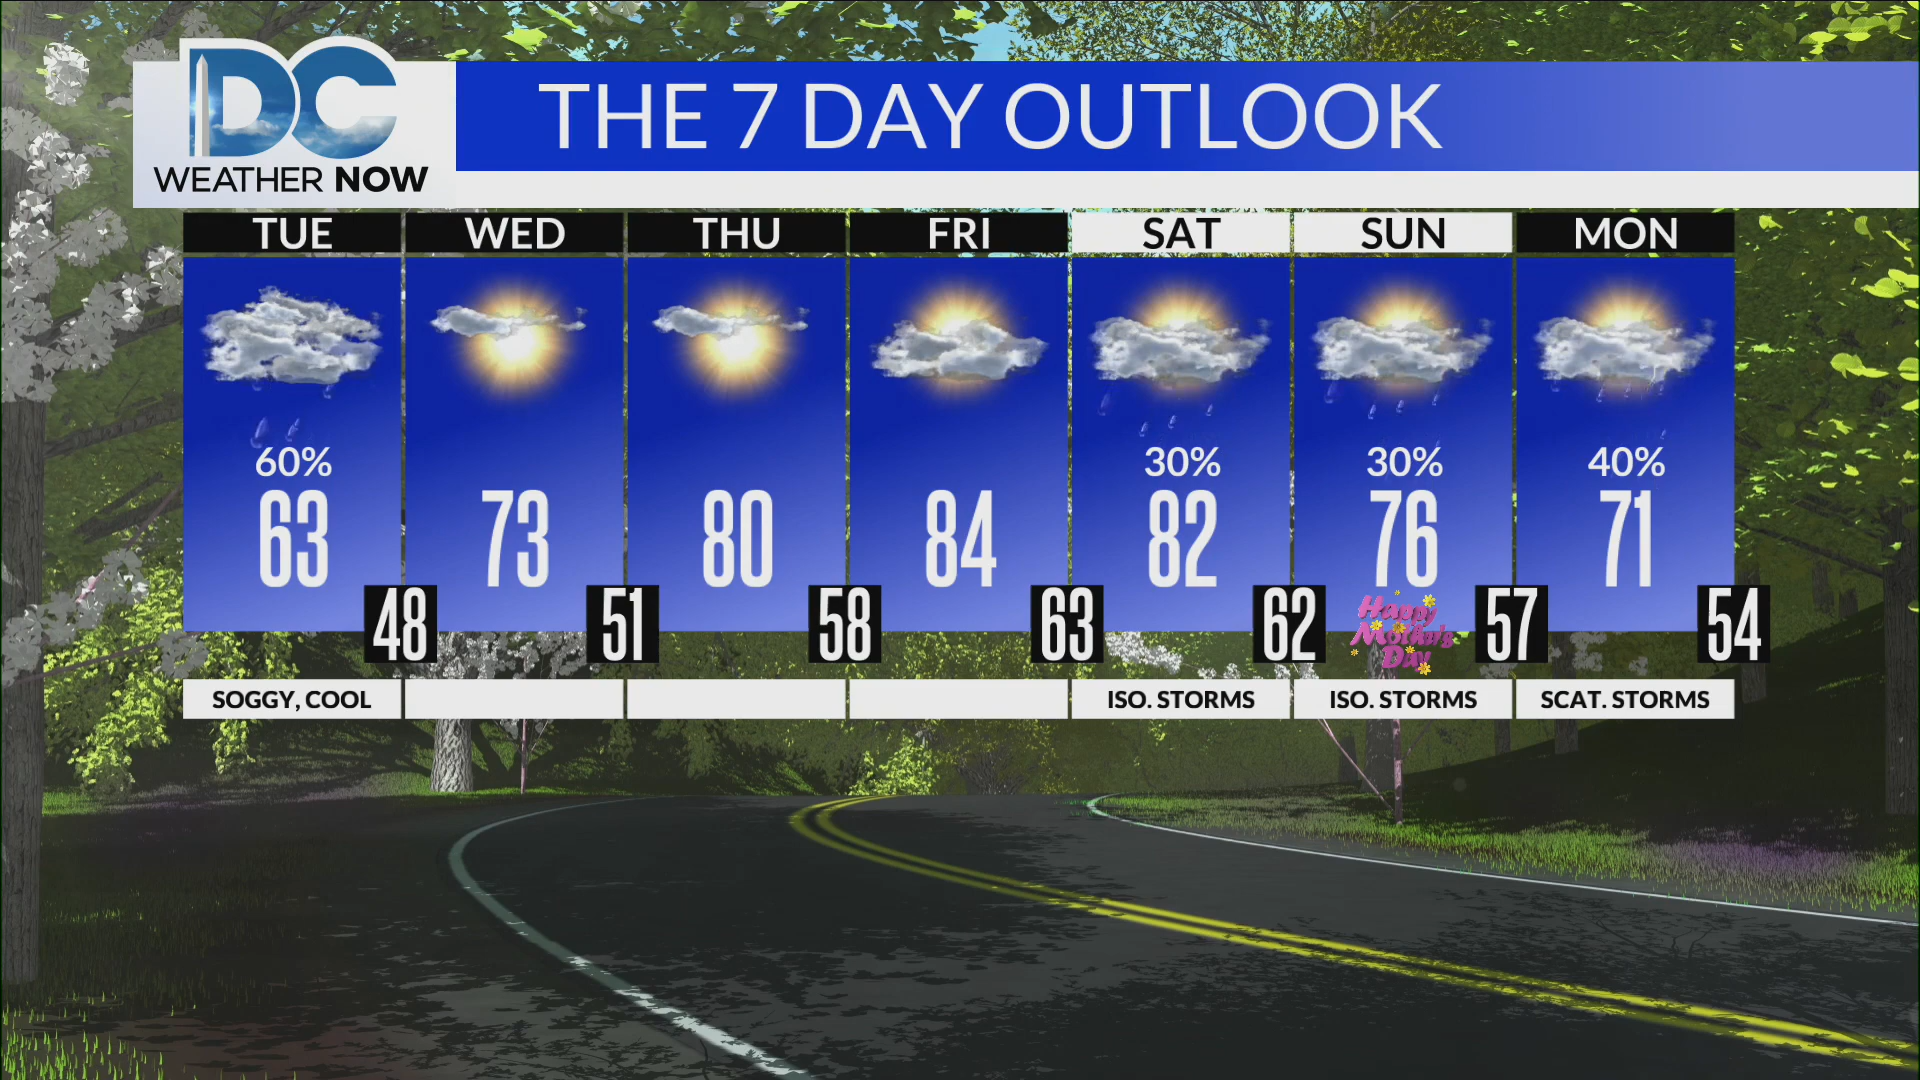 DC
WEATHER NOW
THE 7 DAY OUTLOOK
TUE WED THU FRI SAT SUN MON
60% 30% 30% 40%
63 73 80 84 82 76 71
48 51 58 63 62 57 54
Happy
Mother's
Day
SOGGY, COOL ISO. STORMS ISO. STORMS SCAT. STORMS